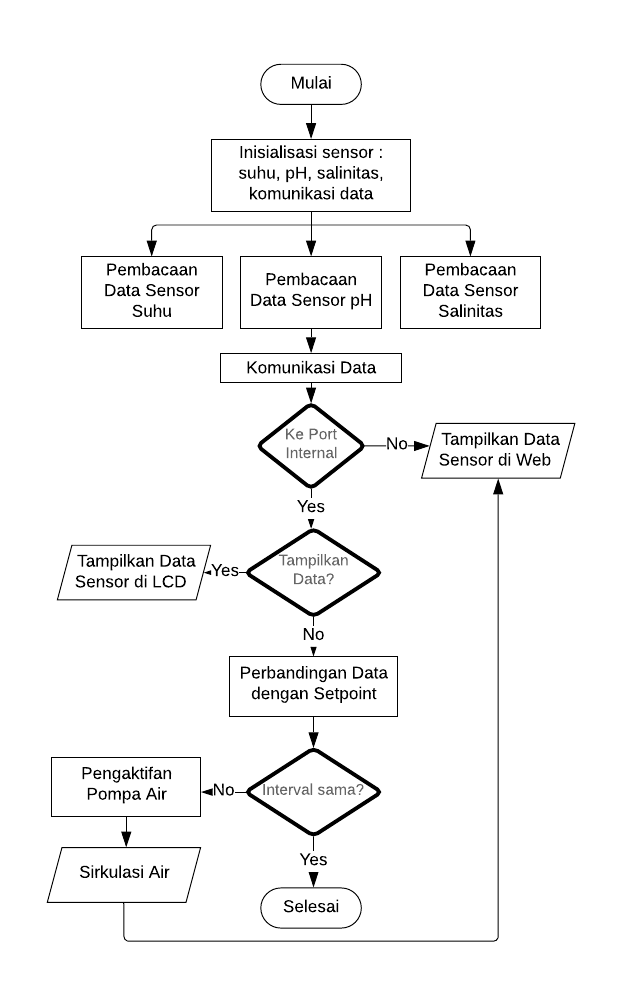 Mulai
Inisialisasi sensor :
suhu, pH, salinitas,
komunikasi data
Pembacaan
Data Sensor
Suhu
Pembacaan
Data Sensor pH
Pembacaan
Data Sensor
Salinitas
Komunikasi Data
Ke Port
Internal
No
Tampilkan Data
Sensor di Web
Yes
Tampilkan
Data?
Yes
Tampilkan Data
Sensor di LCD
No
Perbandingan Data
dengan Setpoint
Interval sama?
No
Pengaktifan
Pompa Air
Sirkulasi Air
Yes
Selesai